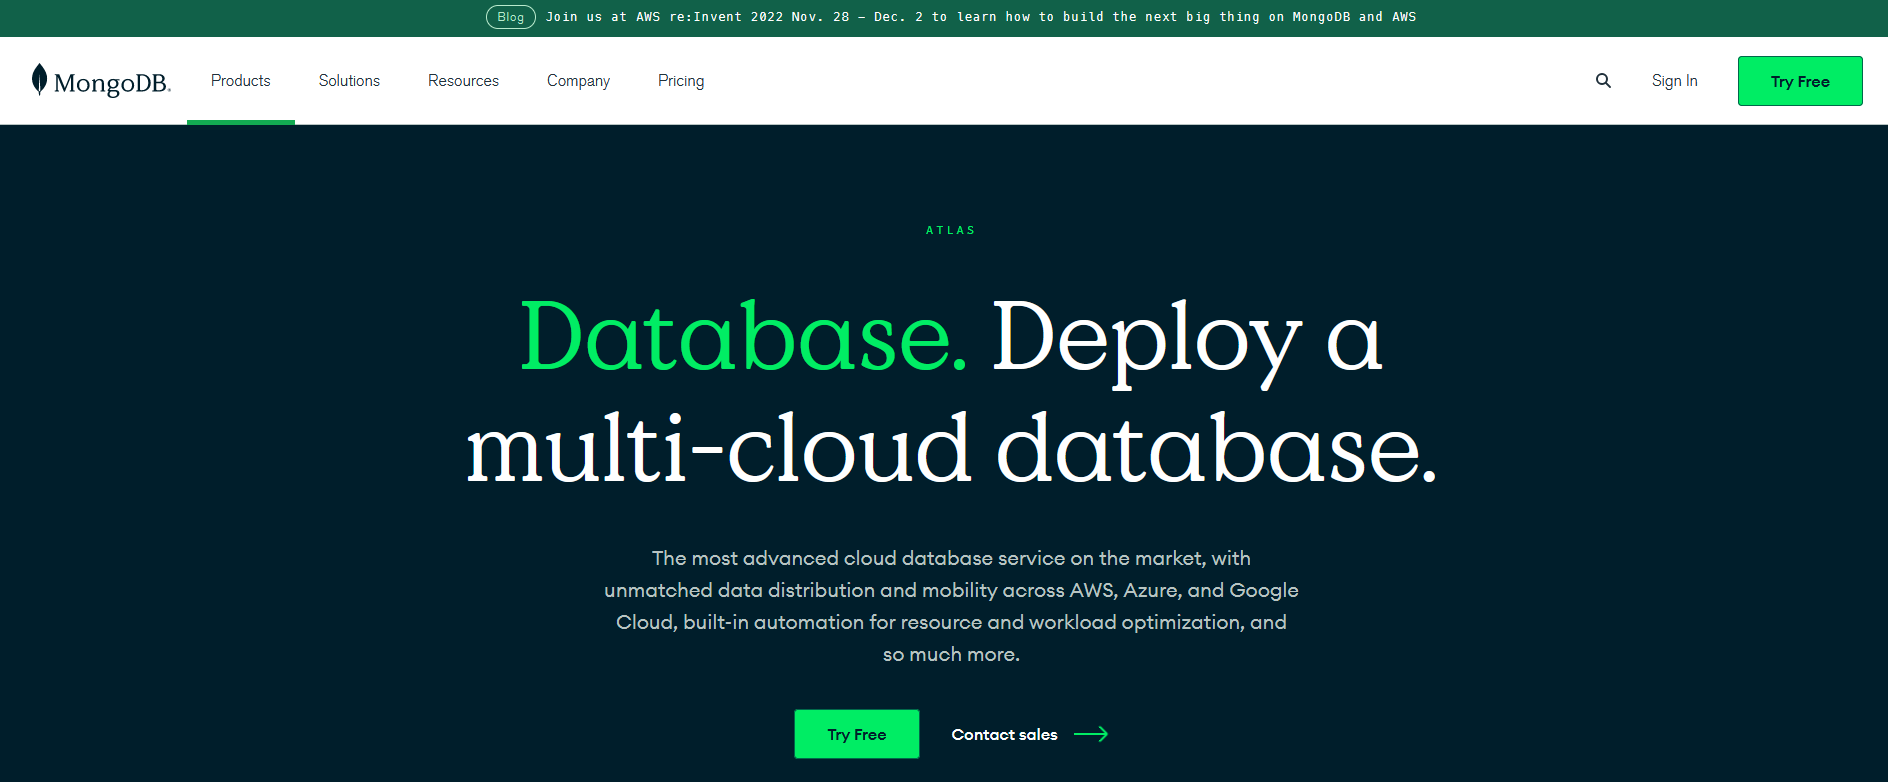 Blog Join us at AWS re:Invent 2022 Nov. 28 – Dec. 2 to learn how to build the next big thing on MongoDB and AWS
MongoDB. Products Solutions Resources Company Pricing Sign In Try Free
ATLAS
Database. Deploy a
multi-cloud database.
The most advanced cloud database service on the market, with
unmatched data distribution and mobility across AWS, Azure, and Google
Cloud, built-in automation for resource and workload optimization, and
so much more.
Try Free Contact sales